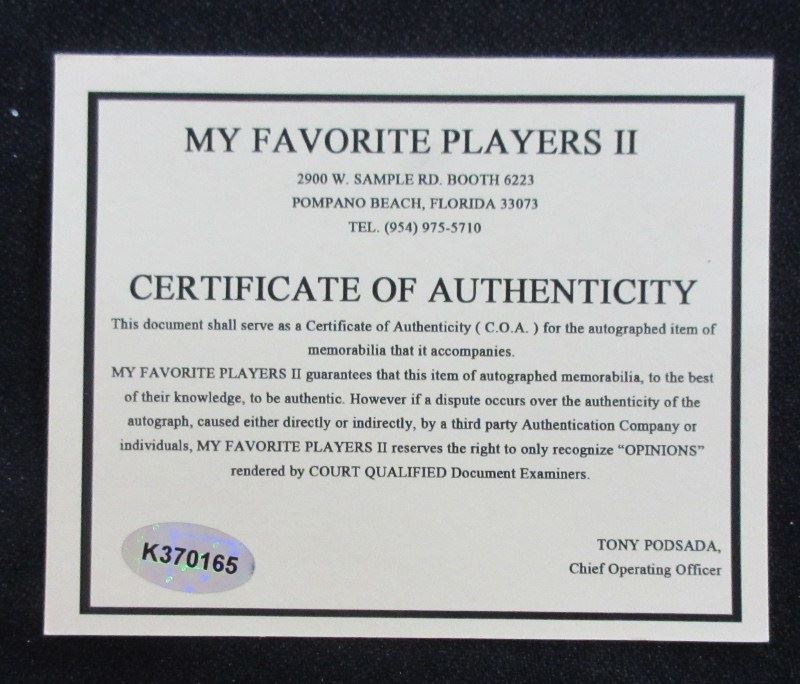 MY FAVORITE PLAYERS II
2900 W. SAMPLE RD. BOOTH 6223
POMPANO BEACH, FLORIDA 33073
TEL. (954) 975-5710
CERTIFICATE OF AUTHENTICITY
This document shall serve as a Certificate of Authenticity ( C.O.A. ) for the autographed item of
memorabilia that it accompanies.
MY FAVORITE PLAYERS II guarantees that this item of autographed memorabilia, to the best
of their knowledge, to be authentic. However if a dispute occurs over the authenticity of the
autograph, caused either directly or indirectly, by a third party Authentication Company or
individuals, MY FAVORITE PLAYERS II reserves the right to only recognize “OPINIONS”
rendered by COURT QUALIFIED Document Examiners.
K370165
TONY PODSADA,
Chief Operating Officer